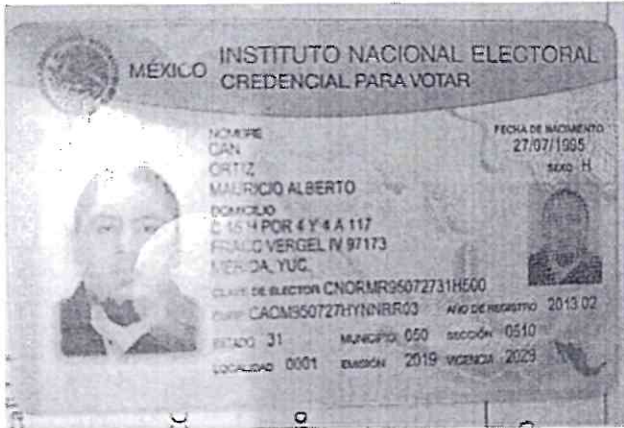 MÉXICO INSTITUTO NACIONAL ELECTORAL
CREDENCIAL PARA VOTAR
NOMBRE
CAN
ORTIZ
MAURICIO ALBERTO
FECHA DE NACIMIENTO
27/07/1995
SEXO H
DOMICILIO
C 15 H POR 4 Y 4 A 117
FRACC VERGEL IV 97173
MERIDA, YUC.
CLAVE DE ELECTOR CNORMR95072731H500
CURP CAOM950727HYNNRR03 AÑO DE REGISTRO 2013 02
ESTADO 31 MUNICIPIO 050 SECCIÓN 0510
LOCALIDAD 0001 EMISIÓN 2019 VIGENCIA 2029